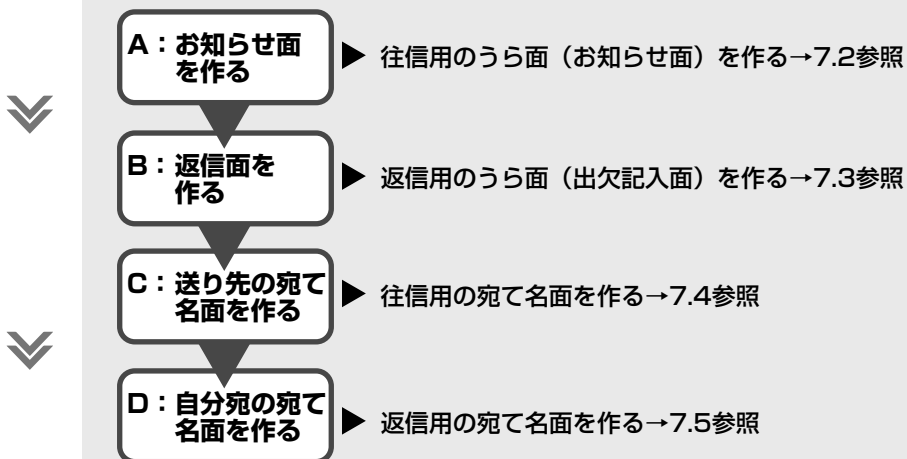 A：お知らせ面
を作る
▶ 往信用のうら面（お知らせ面）を作る→7.2参照
B：返信面を
作る
▶ 返信用のうら面（出欠記入面）を作る→7.3参照
C：送り先の宛て
名面を作る
▶ 往信用の宛て名面を作る→7.4参照
D：自分宛の宛て
名面を作る
▶ 返信用の宛て名面を作る→7.5参照